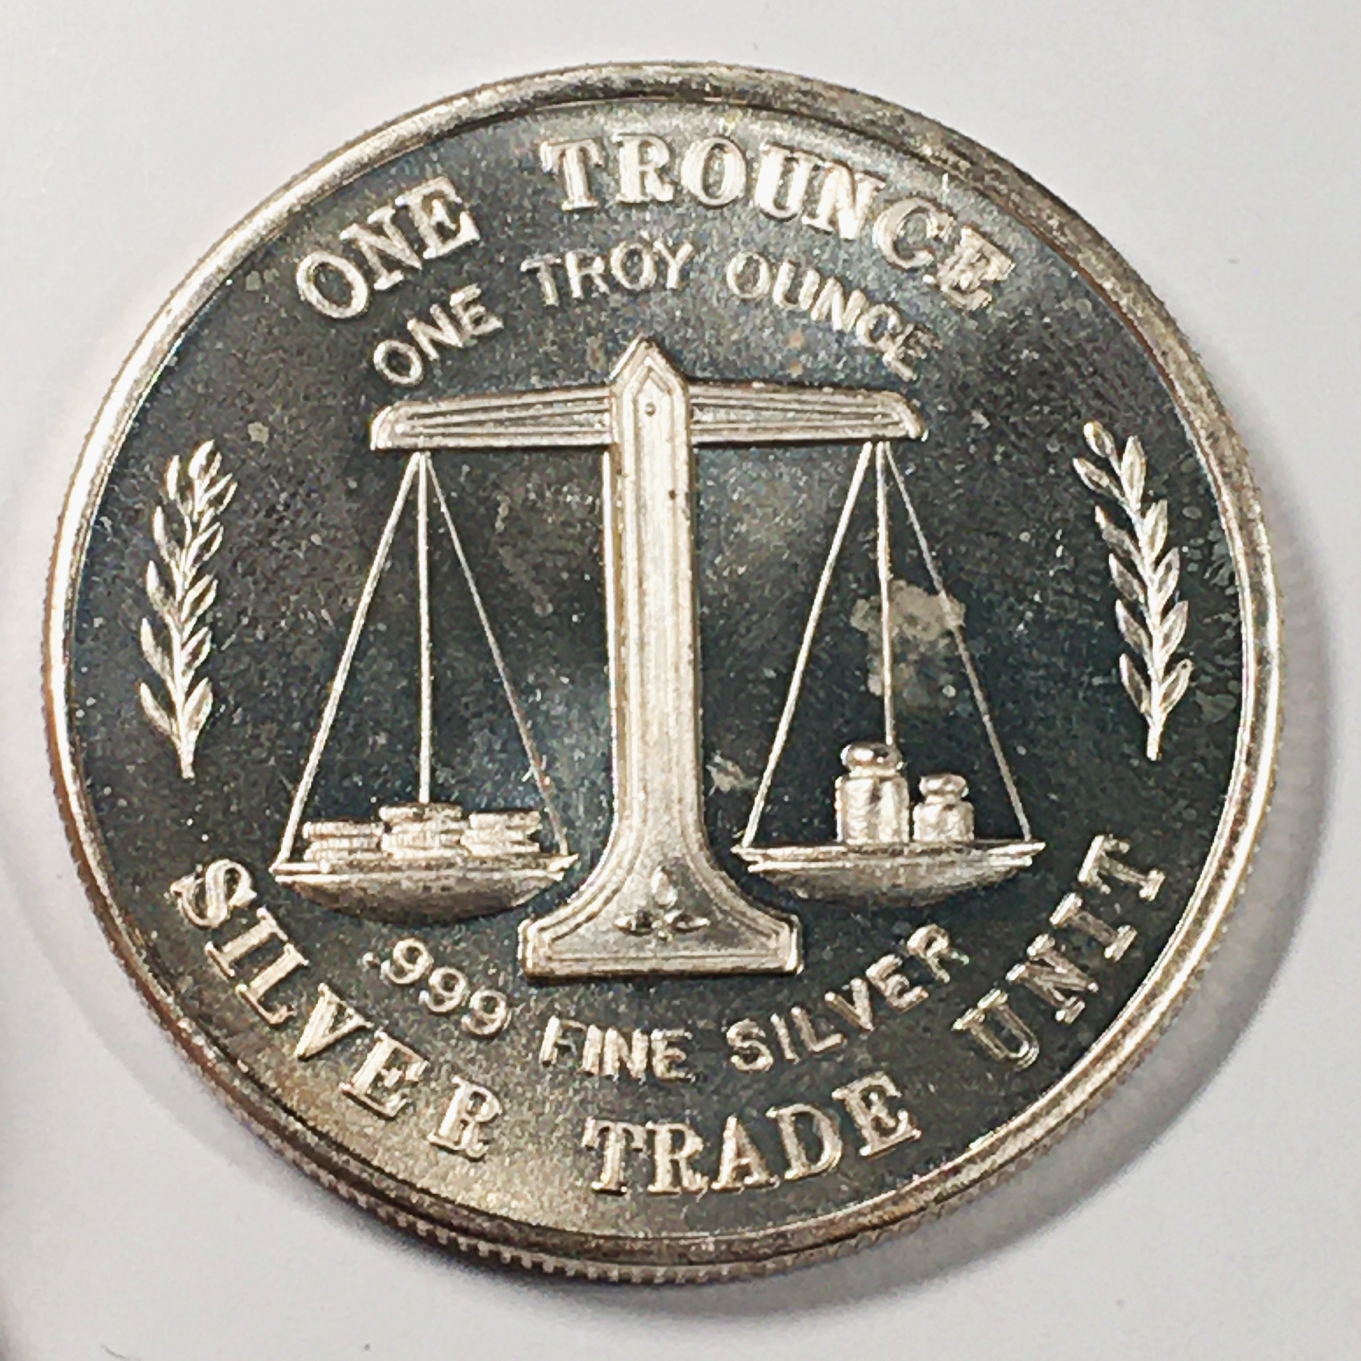 ONE TROUNCE
ONE TROY OUNCE
.999 FINE SILVER
SILVER TRADE UNIT